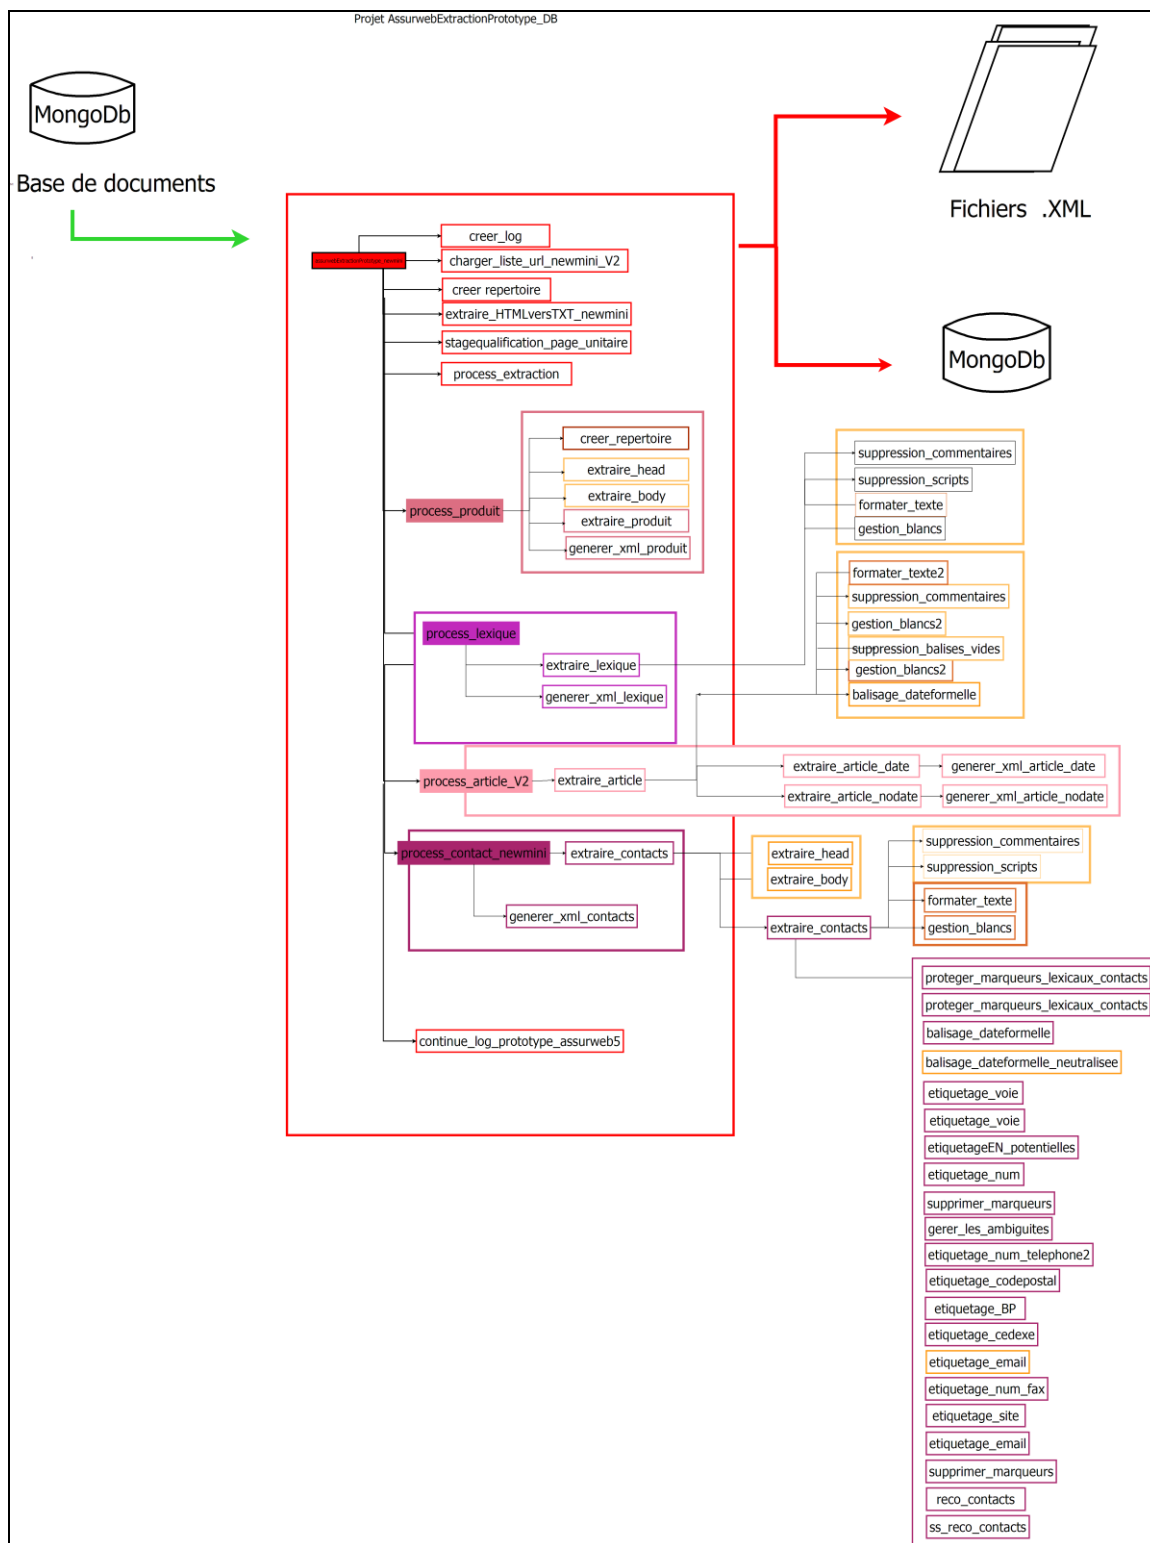 Projet AssurwebExtractionPrototype_DB
MongoDb
Base de documents
Fichiers .XML
MongoDb
AssurwebExtractionPrototype_newmini
creer_log
charger_liste_url_newmini_V2
creer repertoire
extraire_HTMLversTXT_newmini
stagequalification_page_unitaire
process_extraction
process_produit
creer_repertoire
extraire_head
extraire_body
extraire_produit
generer_xml_produit
suppression_commentaires
suppression_scripts
formater_texte
gestion_blancs
formater_texte2
suppression_commentaires
gestion_blancs2
suppression_balises_vides
gestion_blancs2
balisage_dateformelle
process_lexique
extraire_lexique
generer_xml_lexique
process_article_V2
extraire_article
extraire_article_date
generer_xml_article_date
extraire_article_nodate
generer_xml_article_nodate
process_contact_newmini
extraire_contacts
generer_xml_contacts
extraire_head
extraire_body
extraire_contacts
suppression_commentaires
suppression_scripts
formater_texte
gestion_blancs
continue_log_prototype_assurweb5
proteger_marqueurs_lexicaux_contacts
proteger_marqueurs_lexicaux_contacts
balisage_dateformelle
balisage_dateformelle_neutralisee
etiquetage_voie
etiquetage_voie
etiquetageEN_potentielles
etiquetage_num
supprimer_marqueurs
gerer_les_ambiguites
etiquetage_num_telephone2
etiquetage_codepostal
etiquetage_BP
etiquetage_cedexe
etiquetage_email
etiquetage_num_fax
etiquetage_site
etiquetage_email
supprimer_marqueurs
reco_contacts
ss_reco_contacts